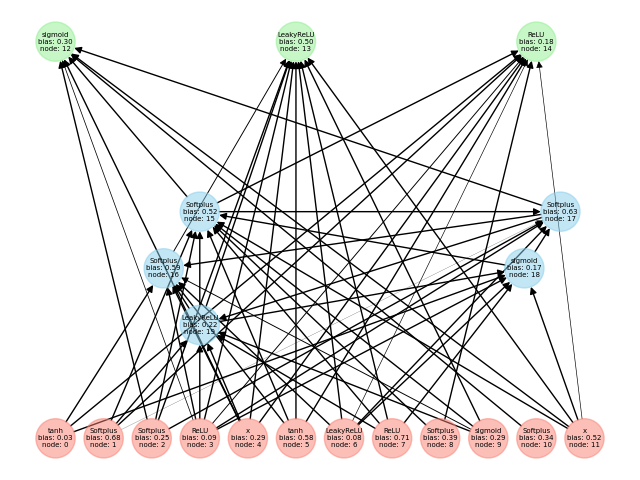 sigmoid
bias: 0.30
node: 12
LeakyReLU
bias: 0.50
node: 13
ReLU
bias: 0.18
node: 14
Softplus
bias: 0.52
node: 15
Softplus
bias: 0.63
node: 17
Softplus
bias: 0.59
node: 16
sigmoid
bias: 0.17
node: 18
LeakyReLU
bias: 0.22
node: 19
tanh
bias: 0.03
node: 0
Softplus
bias: 0.68
node: 1
Softplus
bias: 0.25
node: 2
ReLU
bias: 0.09
node: 3
x
bias: 0.29
node: 4
tanh
bias: 0.58
node: 5
LeakyReLU
bias: 0.08
node: 6
ReLU
bias: 0.71
node: 7
Softplus
bias: 0.39
node: 8
sigmoid
bias: 0.29
node: 9
Softplus
bias: 0.34
node: 10
x
bias: 0.52
node: 11